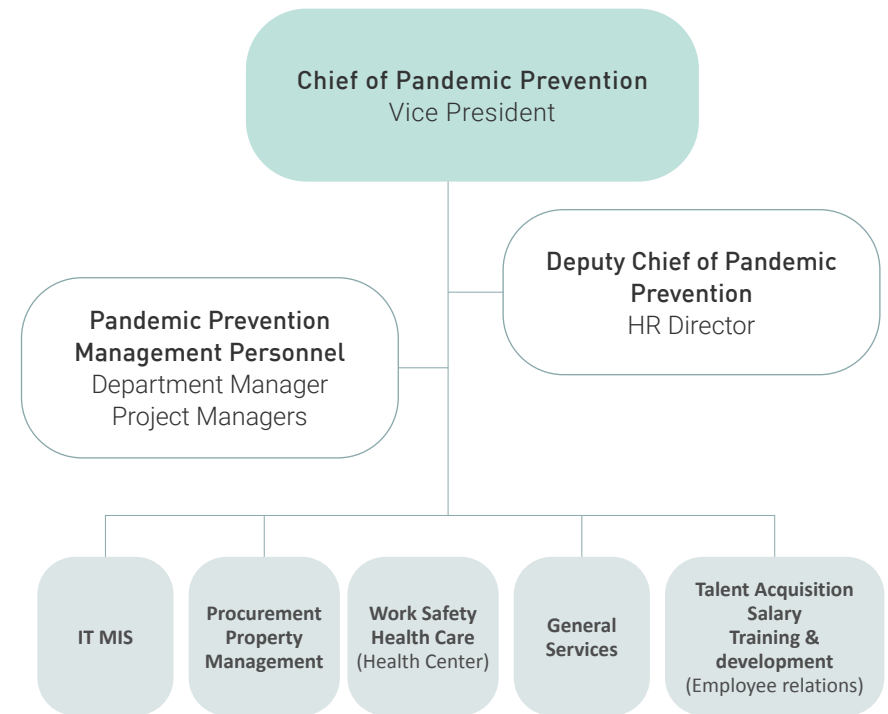 Chief of Pandemic Prevention
Vice President
Deputy Chief of Pandemic
Prevention
HR Director
Pandemic Prevention
Management Personnel
Department Manager
Project Managers
IT MIS
Procurement
Property
Management
Work Safety
Health Care
(Health Center)
General
Services
Talent Acquisition
Salary
Training &
development
(Employee relations)